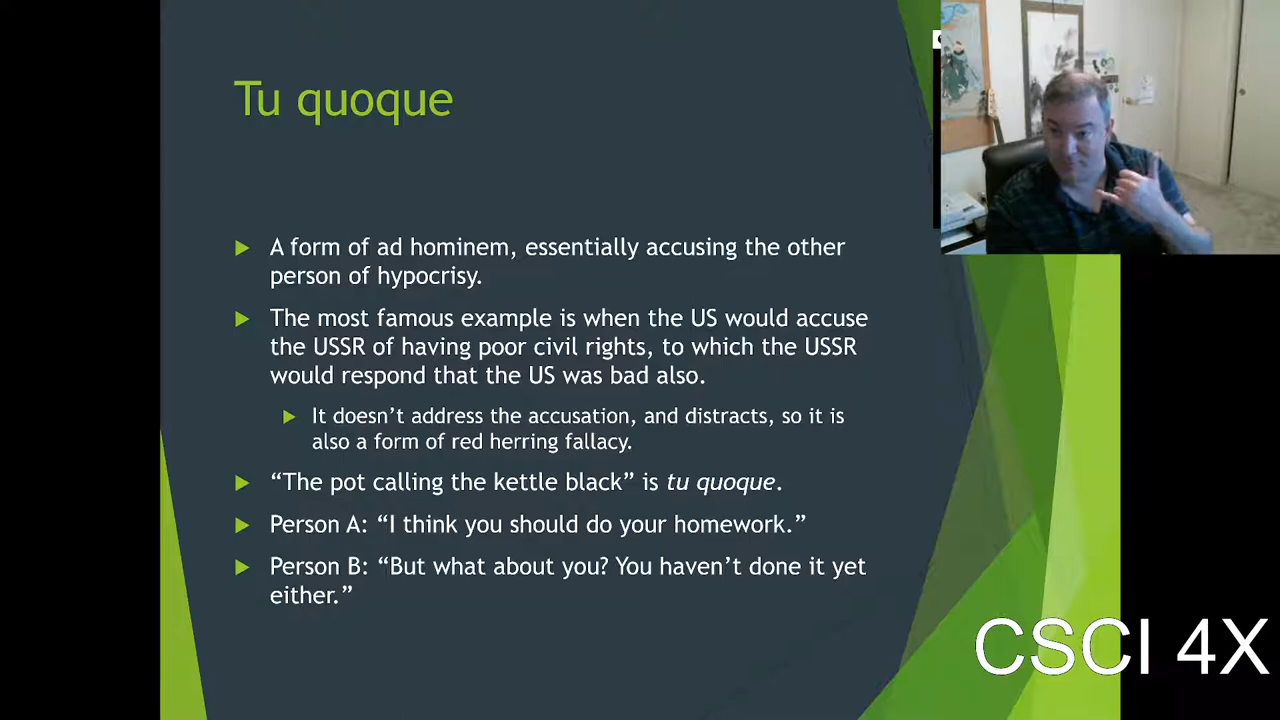 Tu quoque
A form of ad hominem, essentially accusing the other
person of hypocrisy.
The most famous example is when the US would accuse
the USSR of having poor civil rights, to which the USSR
would respond that the US was bad also.
It doesn’t address the accusation, and distracts, so it is
also a form of red herring fallacy.
“The pot calling the kettle black” is tu quoque.
Person A: “I think you should do your homework.”
Person B: “But what about you? You haven’t done it yet
either.”
CSCI 4X